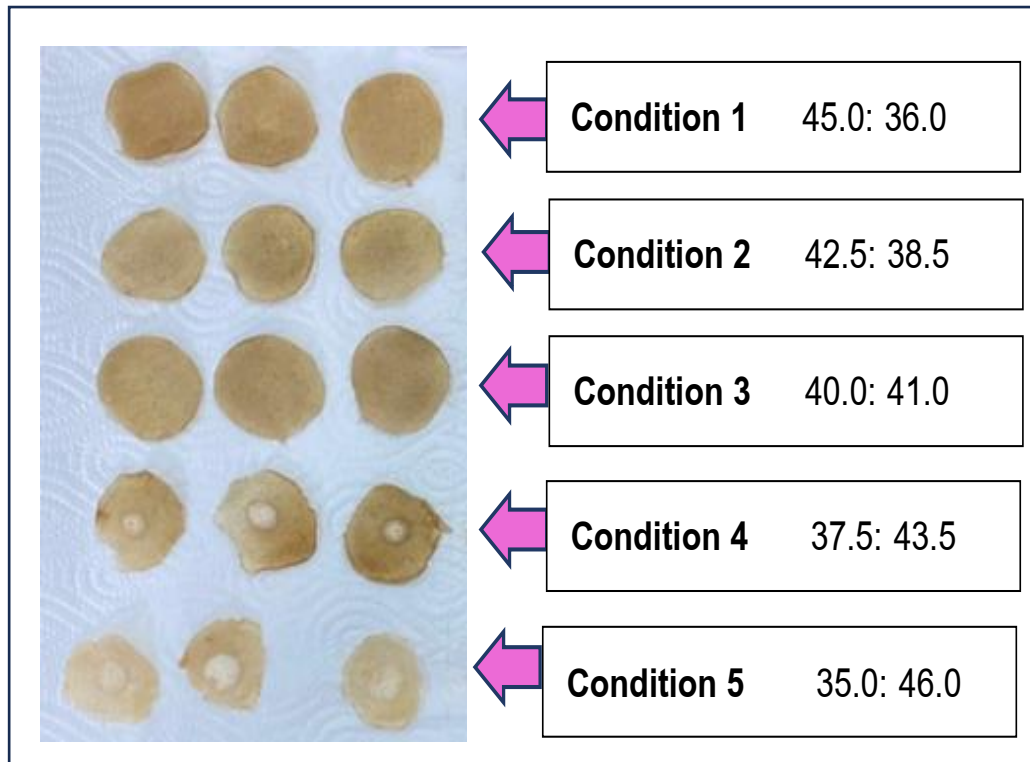 Condition 1 45.0: 36.0
Condition 2 42.5: 38.5
Condition 3 40.0: 41.0
Condition 4 37.5: 43.5
Condition 5 35.0: 46.0